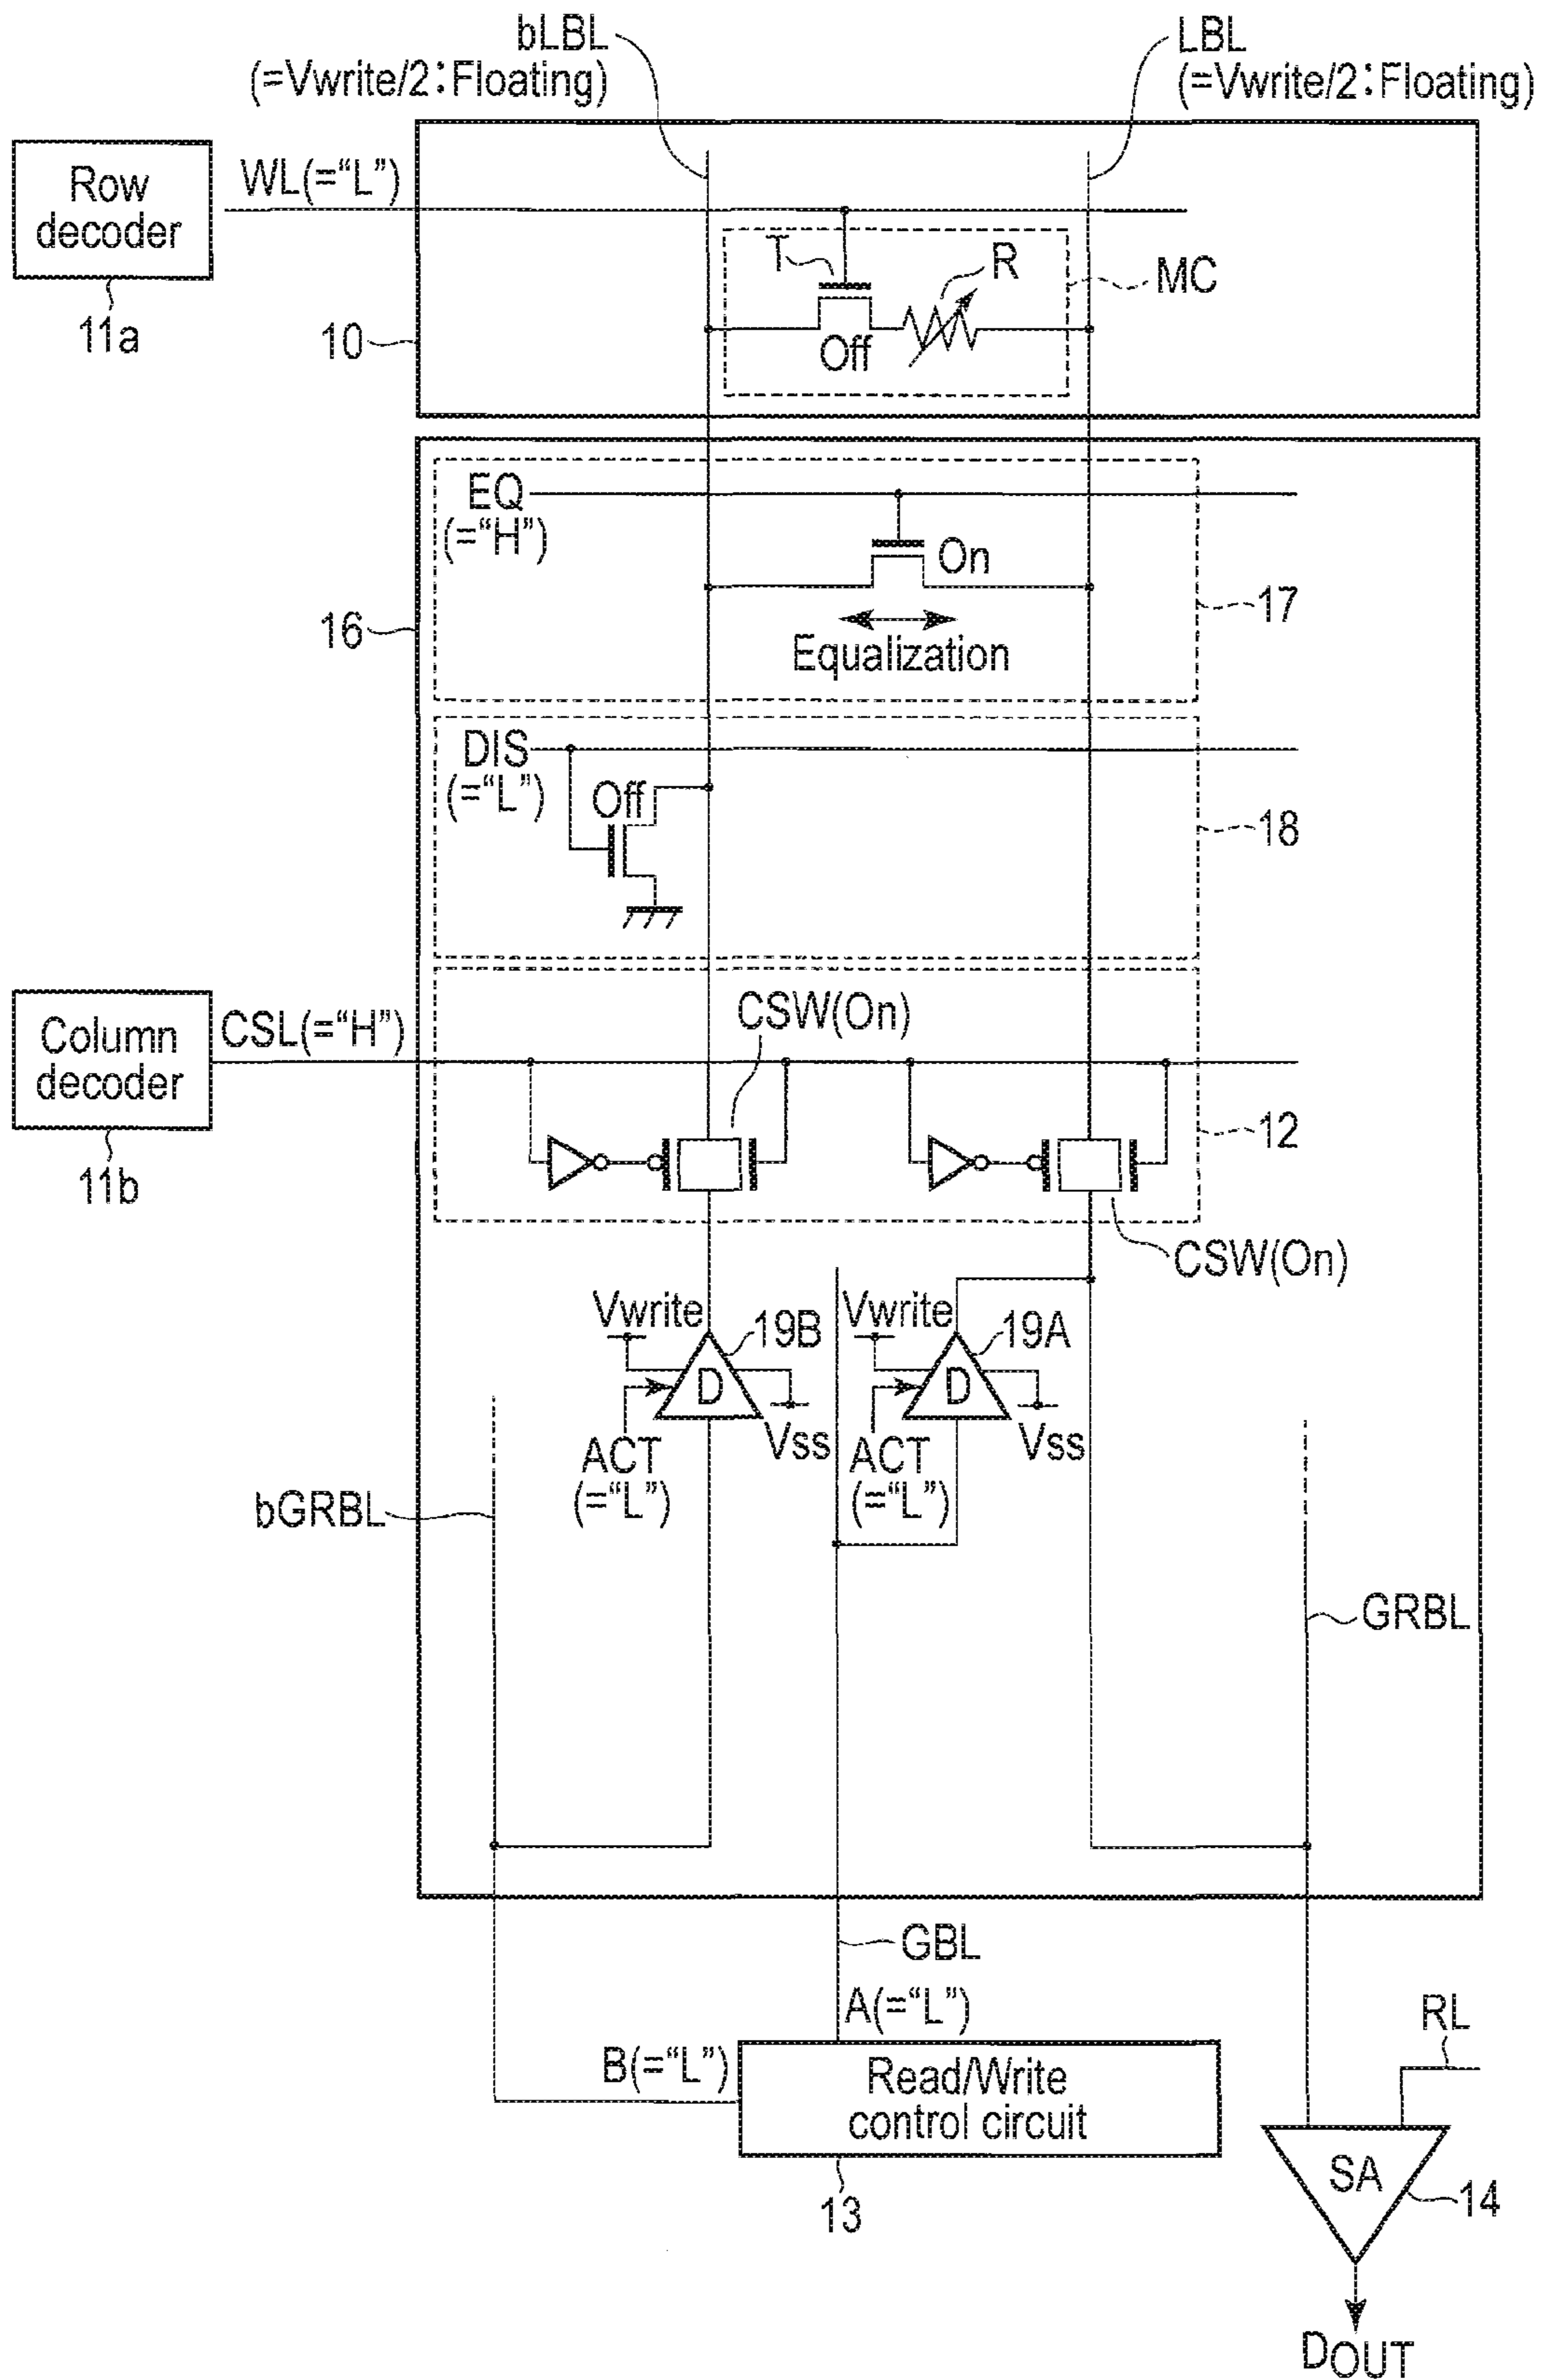 bLBL
(=Vwrite/2:Floating)
LBL
(=Vwrite/2:Floating)
Row
decoder
WL(="L")
11a
10
T
R
MC
Off
EQ
(="H")
On
Equalization
16
17
DIS
(="L")
Off
18
Column
decoder
CSL(="H")
CSW(On)
11b
12
CSW(On)
Vwrite
19B
D
Vss
ACT
(="L")
Vwrite
19A
D
Vss
ACT
(="L")
bGRBL
GRBL
GBL
A(="L")
B(="L")
Read/Write
control circuit
13
RL
SA
14
DOUT